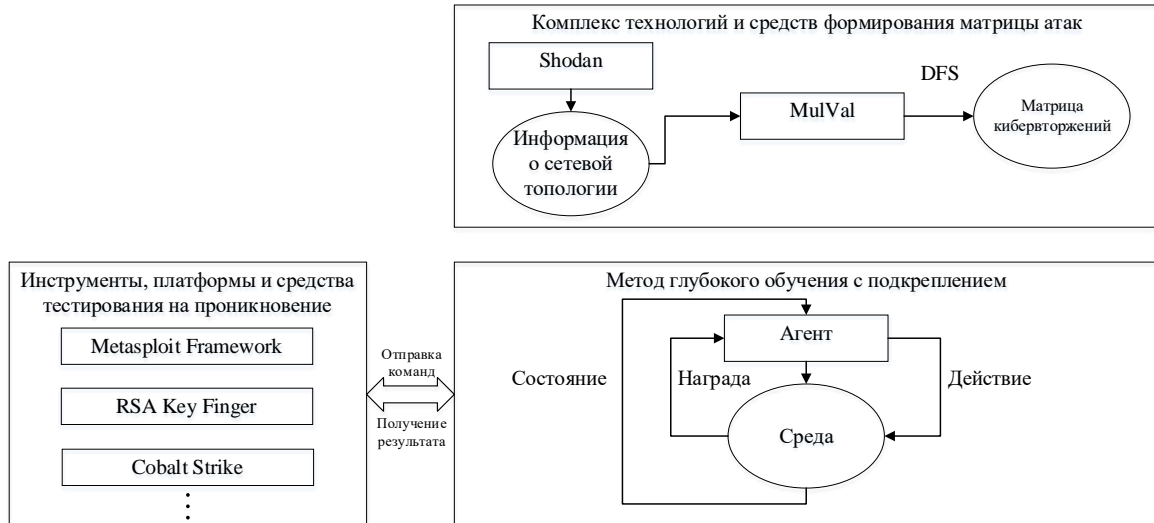 Комплекс технологий и средств формирования матрицы атак
Shodan
DFS
MulVal
Матрица
кибервторжений
Информация
о сетевой
топологии
Инструменты, платформы и средства
тестирования на проникновение
Metasploit Framework
RSA Key Finger
Cobalt Strike
Отправка
команд
Получение
результата
Метод глубокого обучения с подкреплением
Агент
Состояние
Награда
Действие
Среда